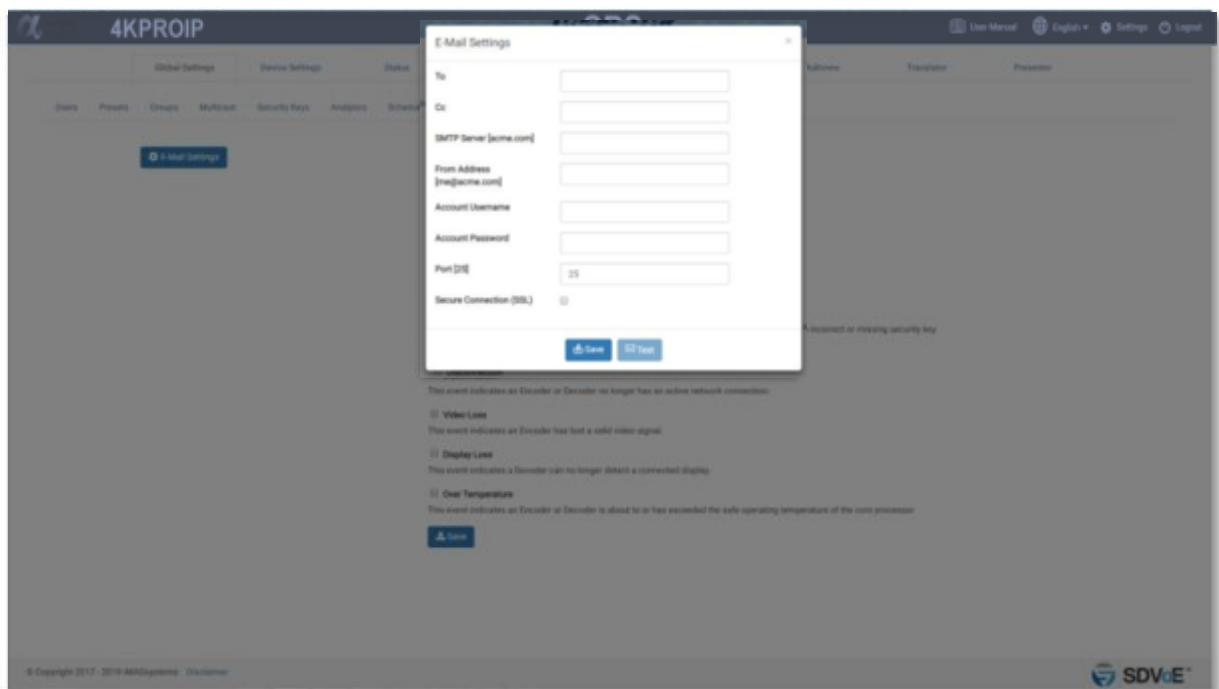 4KPROIP
User Manual English Settings Logout
E-Mail Settings ×
Global Settings Device Settings Status Multiview Translator Presenter
Users Presets Groups Multicast Security Keys Analytics
E-Mail Settings
To
Cc
SMTP Server [acme.com]
From Address
[me@acme.com]
Account Username
Account Password
Port [25] 25
Secure Connection (SSL)
incorrect or missing security key
Save Test
This event indicates an Encoder or Decoder no longer has an active network connection.
Video Loss
This event indicates an Encoder has lost a valid video signal.
Display Loss
This event indicates a Decoder can no longer detect a connected display.
Over Temperature
This event indicates an Encoder or Decoder is about to or has exceeded the safe operating temperature of the core processor
Save
© Copyright 2017 - 2019 Disclaimer
SDVoE